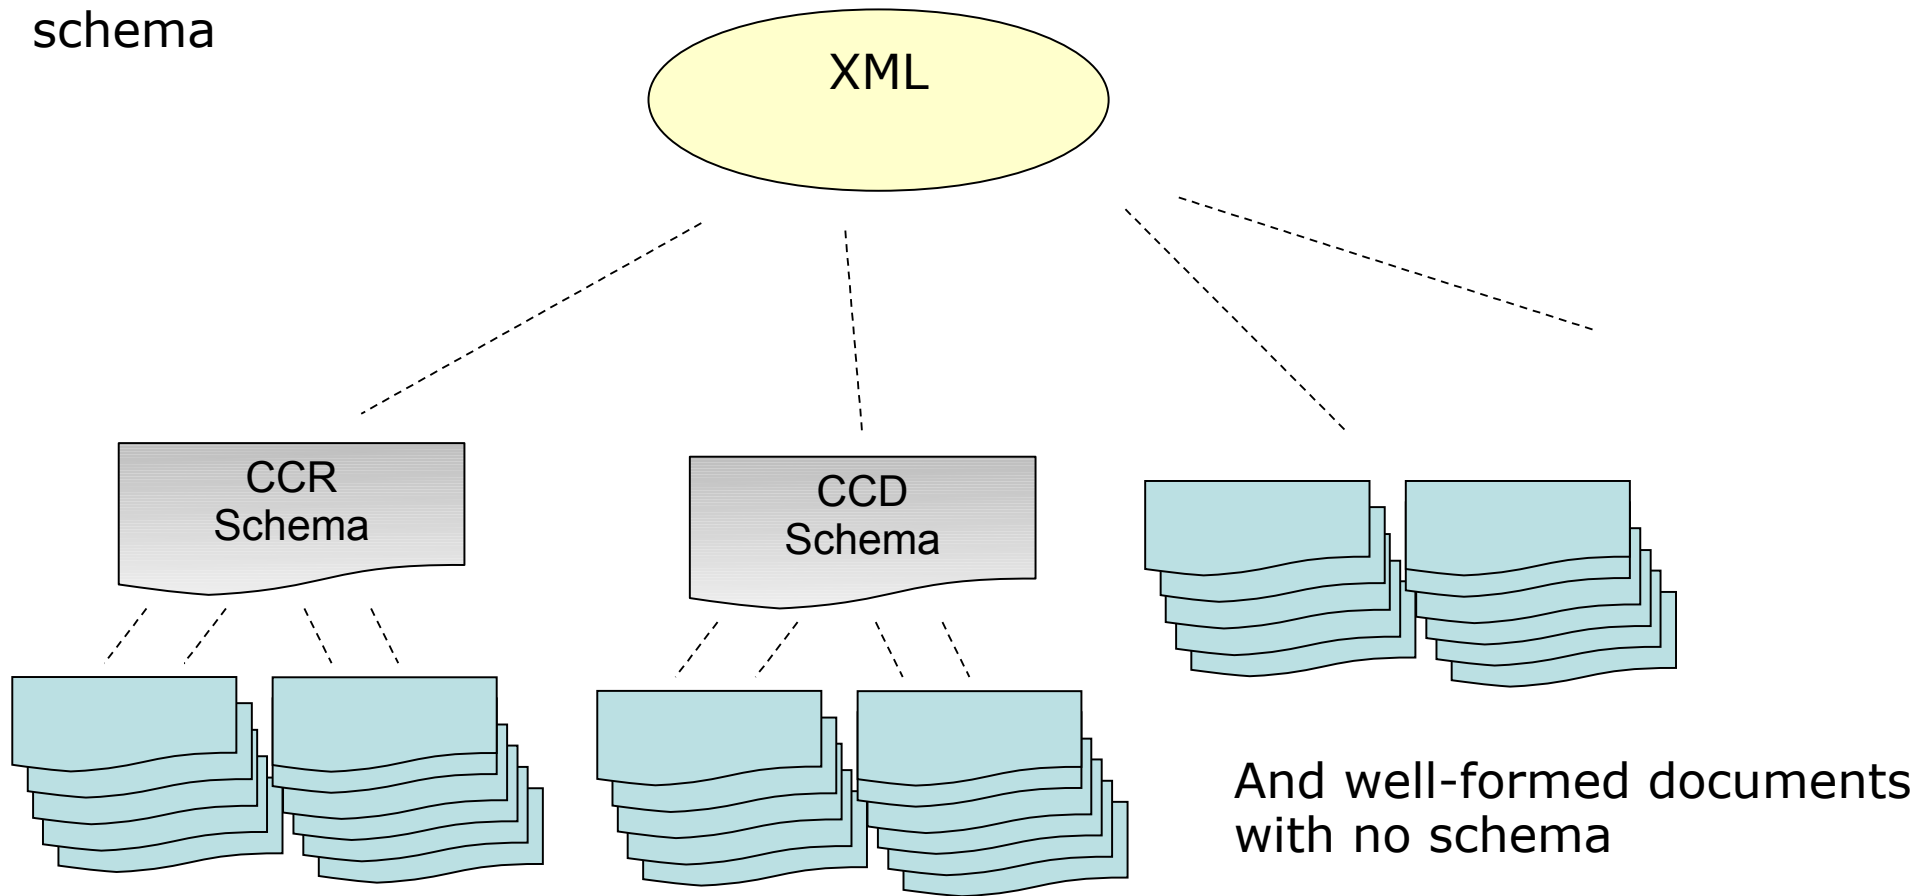 schema
XML
CCR
Schema
CCD
Schema
And well-formed documents
with no schema